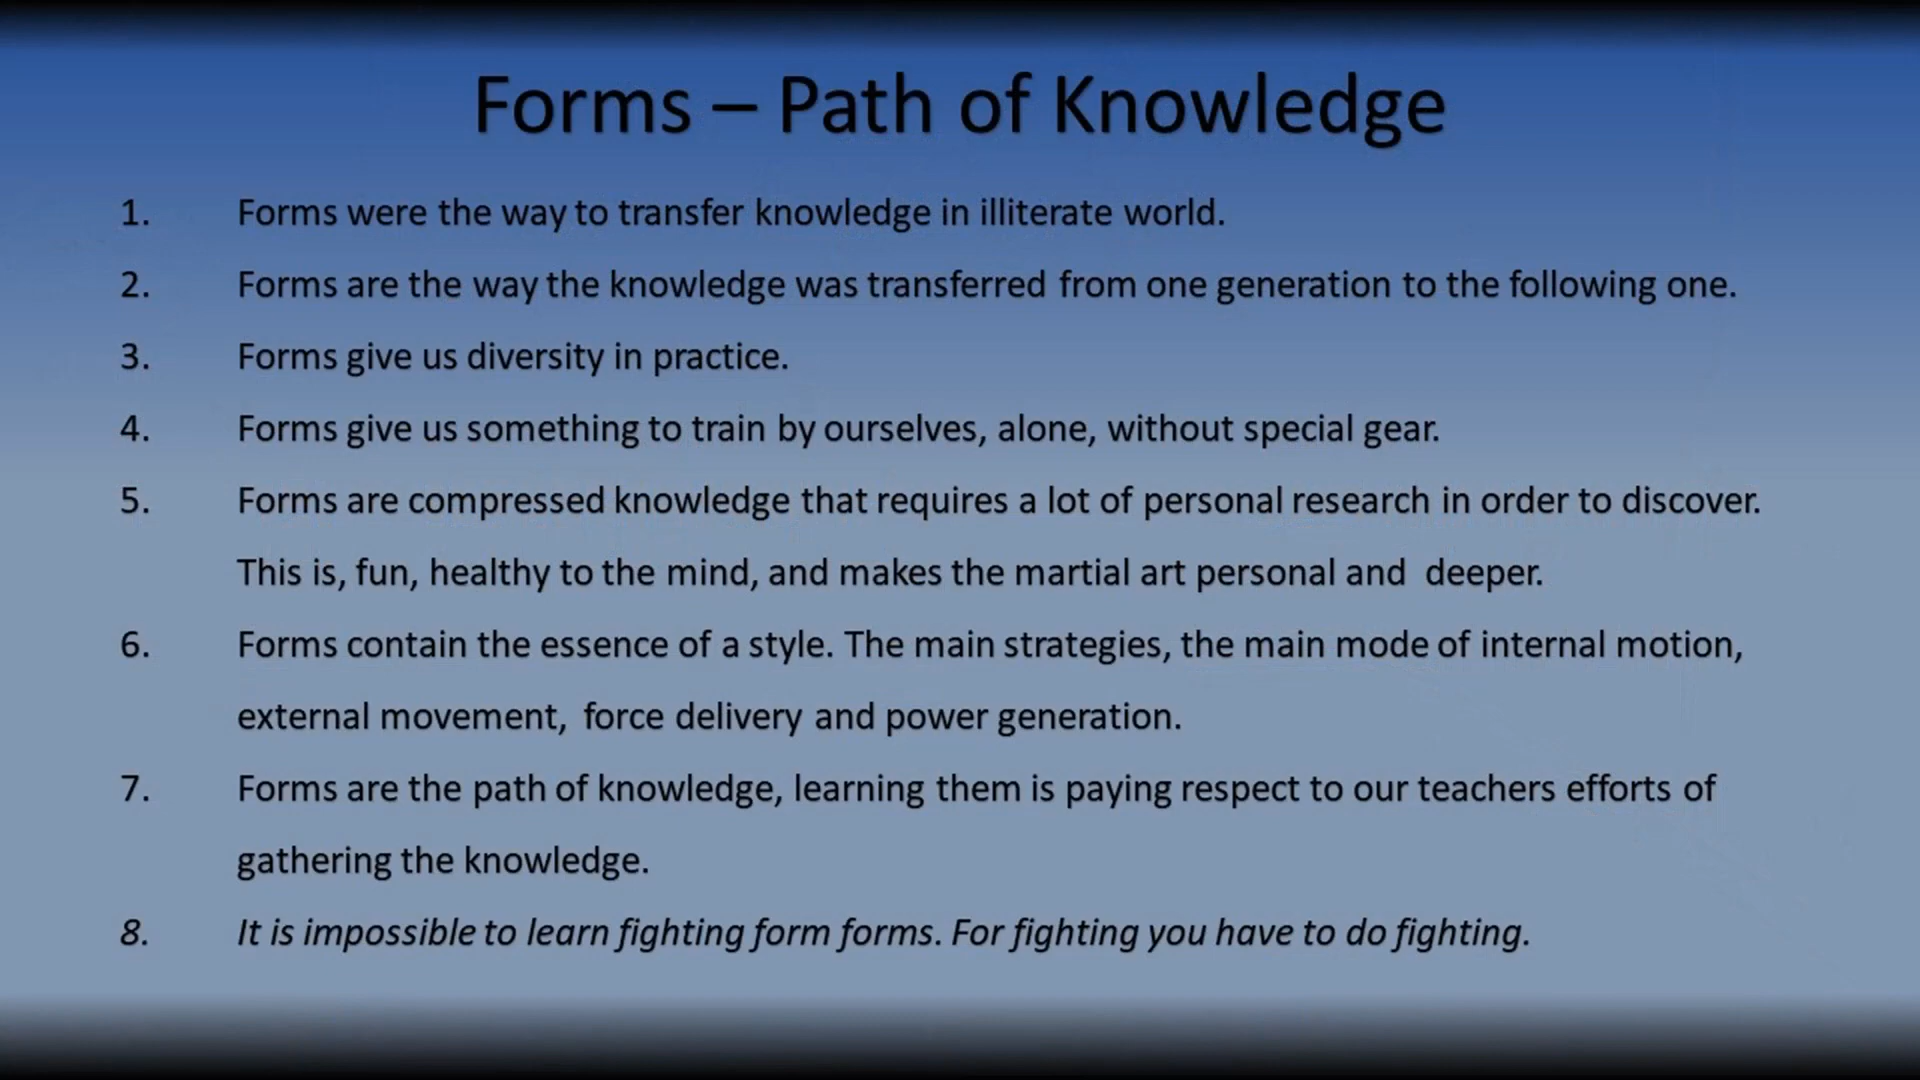 Forms – Path of Knowledge
1. Forms were the way to transfer knowledge in illiterate world.
2. Forms are the way the knowledge was transferred from one generation to the following one.
3. Forms give us diversity in practice.
4. Forms give us something to train by ourselves, alone, without special gear.
5. Forms are compressed knowledge that requires a lot of personal research in order to discover.
This is, fun, healthy to the mind, and makes the martial art personal and deeper.
6. Forms contain the essence of a style. The main strategies, the main mode of internal motion,
external movement, force delivery and power generation.
7. Forms are the path of knowledge, learning them is paying respect to our teachers efforts of
gathering the knowledge.
8. It is impossible to learn fighting form forms. For fighting you have to do fighting.